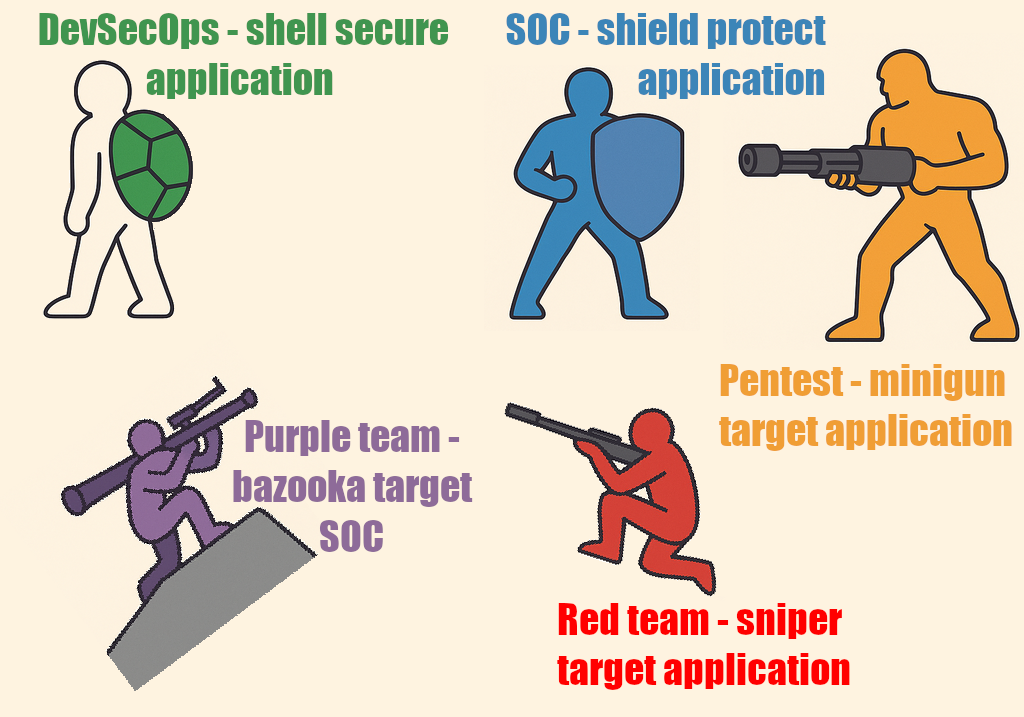 DevSecOps - shell secure
application
SOC - shield protect
application
Pentest - minigun
target application
Purple team -
bazooka target
SOC
Red team - sniper
target application